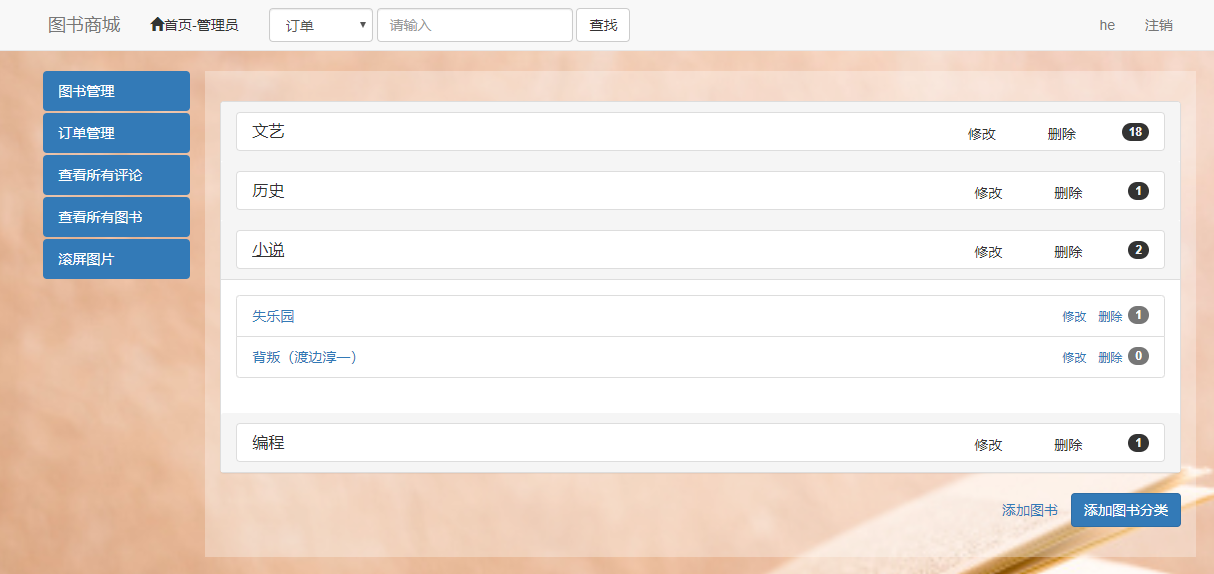 图书商城 首页-管理员 订单 请输入 查找 he 注销
图书管理
订单管理
查看所有评论
查看所有图书
滚屏图片
文艺 修改 删除 18
历史 修改 删除 1
小说 修改 删除 2
失乐园 修改 删除 1
背叛（渡边淳一） 修改 删除 0
编程 修改 删除 1
添加图书 添加图书分类